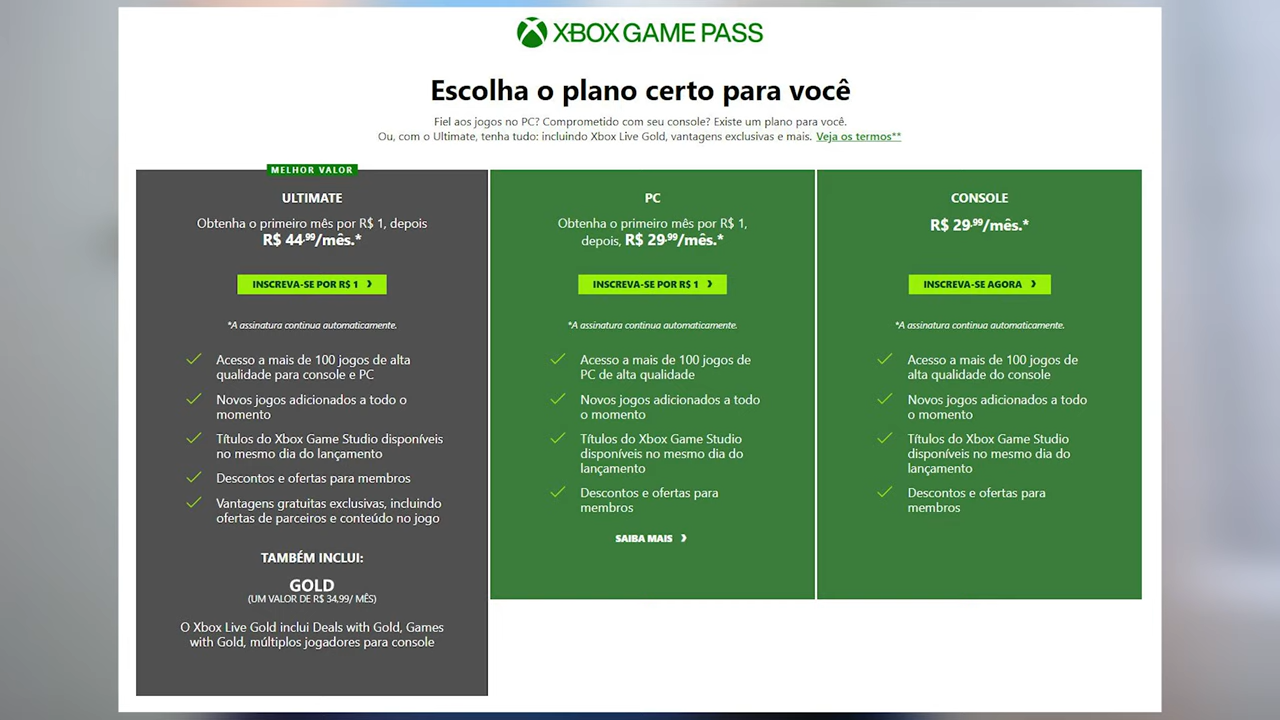 XBOX GAME PASS
Escolha o plano certo para você
Fiel aos jogos no PC? Comprometido com seu console? Existe um plano para você.
Ou, com o Ultimate, tenha tudo: incluindo Xbox Live Gold, vantagens exclusivas e mais. Veja os termos**
MELHOR VALOR
ULTIMATE
Obtenha o primeiro mês por R$ 1, depois
R$ 44,99/mês.*
INSCREVA-SE POR R$ 1
*A assinatura continua automaticamente.
Acesso a mais de 100 jogos de alta
qualidade para console e PC
Novos jogos adicionados a todo o
momento
Títulos do Xbox Game Studio disponíveis
no mesmo dia do lançamento
Descontos e ofertas para membros
Vantagens gratuitas exclusivas, incluindo
ofertas de parceiros e conteúdo no jogo
TAMBÉM INCLUI:
GOLD
(UM VALOR DE R$ 34,99/ MÊS)
O Xbox Live Gold inclui Deals with Gold, Games
with Gold, múltiplos jogadores para console
PC
Obtenha o primeiro mês por R$ 1,
depois, R$ 29,99/mês.*
INSCREVA-SE POR R$ 1
*A assinatura continua automaticamente.
Acesso a mais de 100 jogos de
PC de alta qualidade
Novos jogos adicionados a todo
o momento
Títulos do Xbox Game Studio
disponíveis no mesmo dia do
lançamento
Descontos e ofertas para
membros
SAIBA MAIS
CONSOLE
R$ 29,99/mês.*
INSCREVA-SE AGORA
*A assinatura continua automaticamente.
Acesso a mais de 100 jogos de
alta qualidade do console
Novos jogos adicionados a todo
o momento
Títulos do Xbox Game Studio
disponíveis no mesmo dia do
lançamento
Descontos e ofertas para
membros